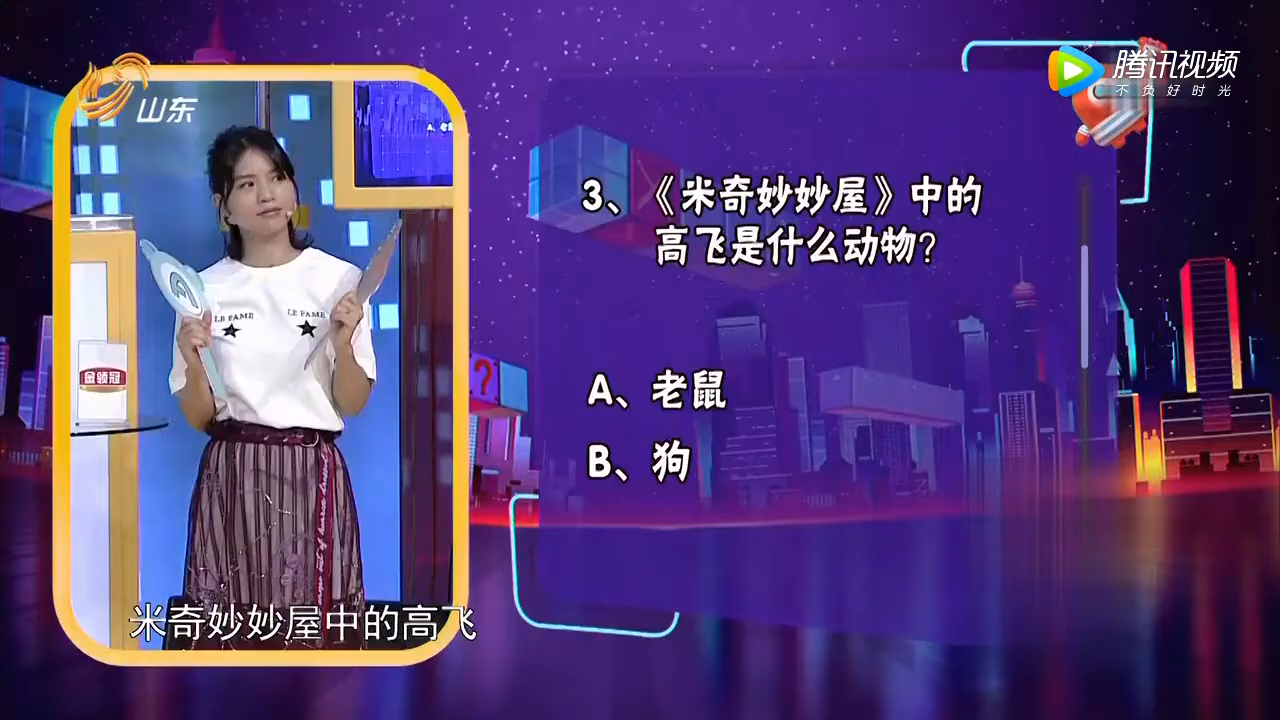 山东
腾讯视频
不负好时光
3、《米奇妙妙屋》中的
高飞是什么动物?
A、老鼠
B、狗
LE FAME
LE FAME
金领冠
?
米奇妙妙屋中的高飞